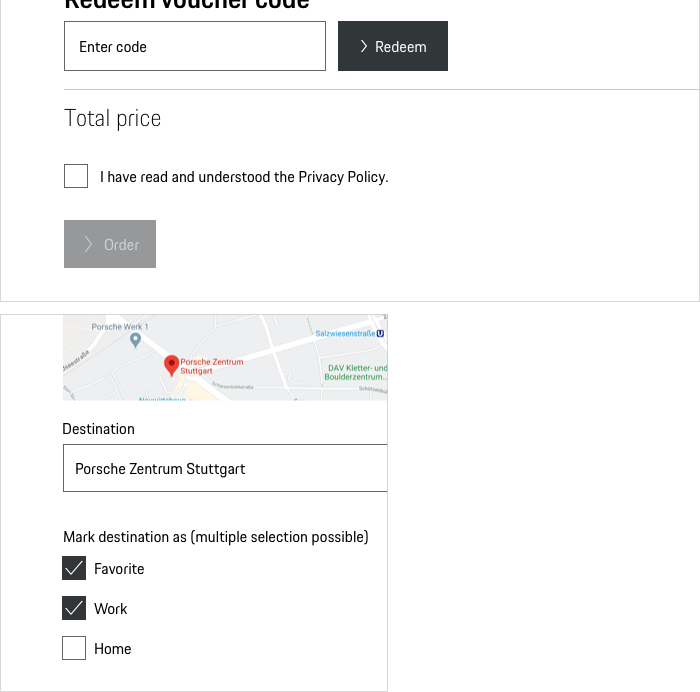 Redeem voucher code
Enter code
Redeem
Total price
I have read and understood the Privacy Policy.
Order
Porsche Werk 1
Salzwiesenstraße U
Porsche Zentrum
Stuttgart
DAV Kletter- und
Boulderzentrum...
Destination
Porsche Zentrum Stuttgart
Mark destination as (multiple selection possible)
Favorite
Work
Home